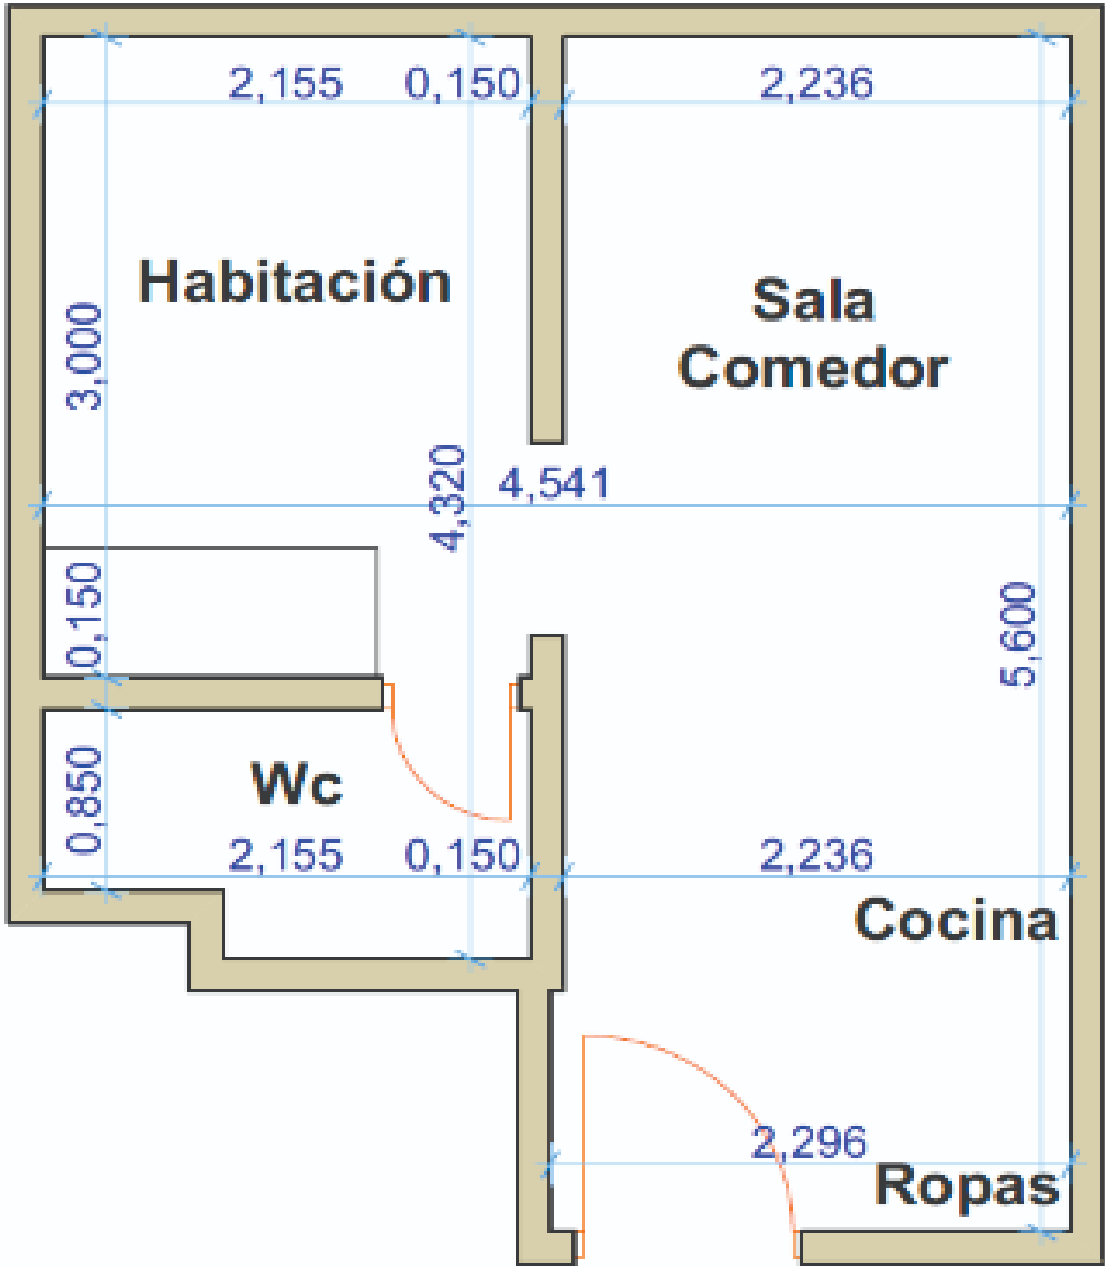 2,155 0,150 2,236
Habitación
Sala
Comedor
3,000
4,320
4,541
0,150
5,600
Wc
0,850
2,155 0,150 2,236
Cocina
2,296
Ropas